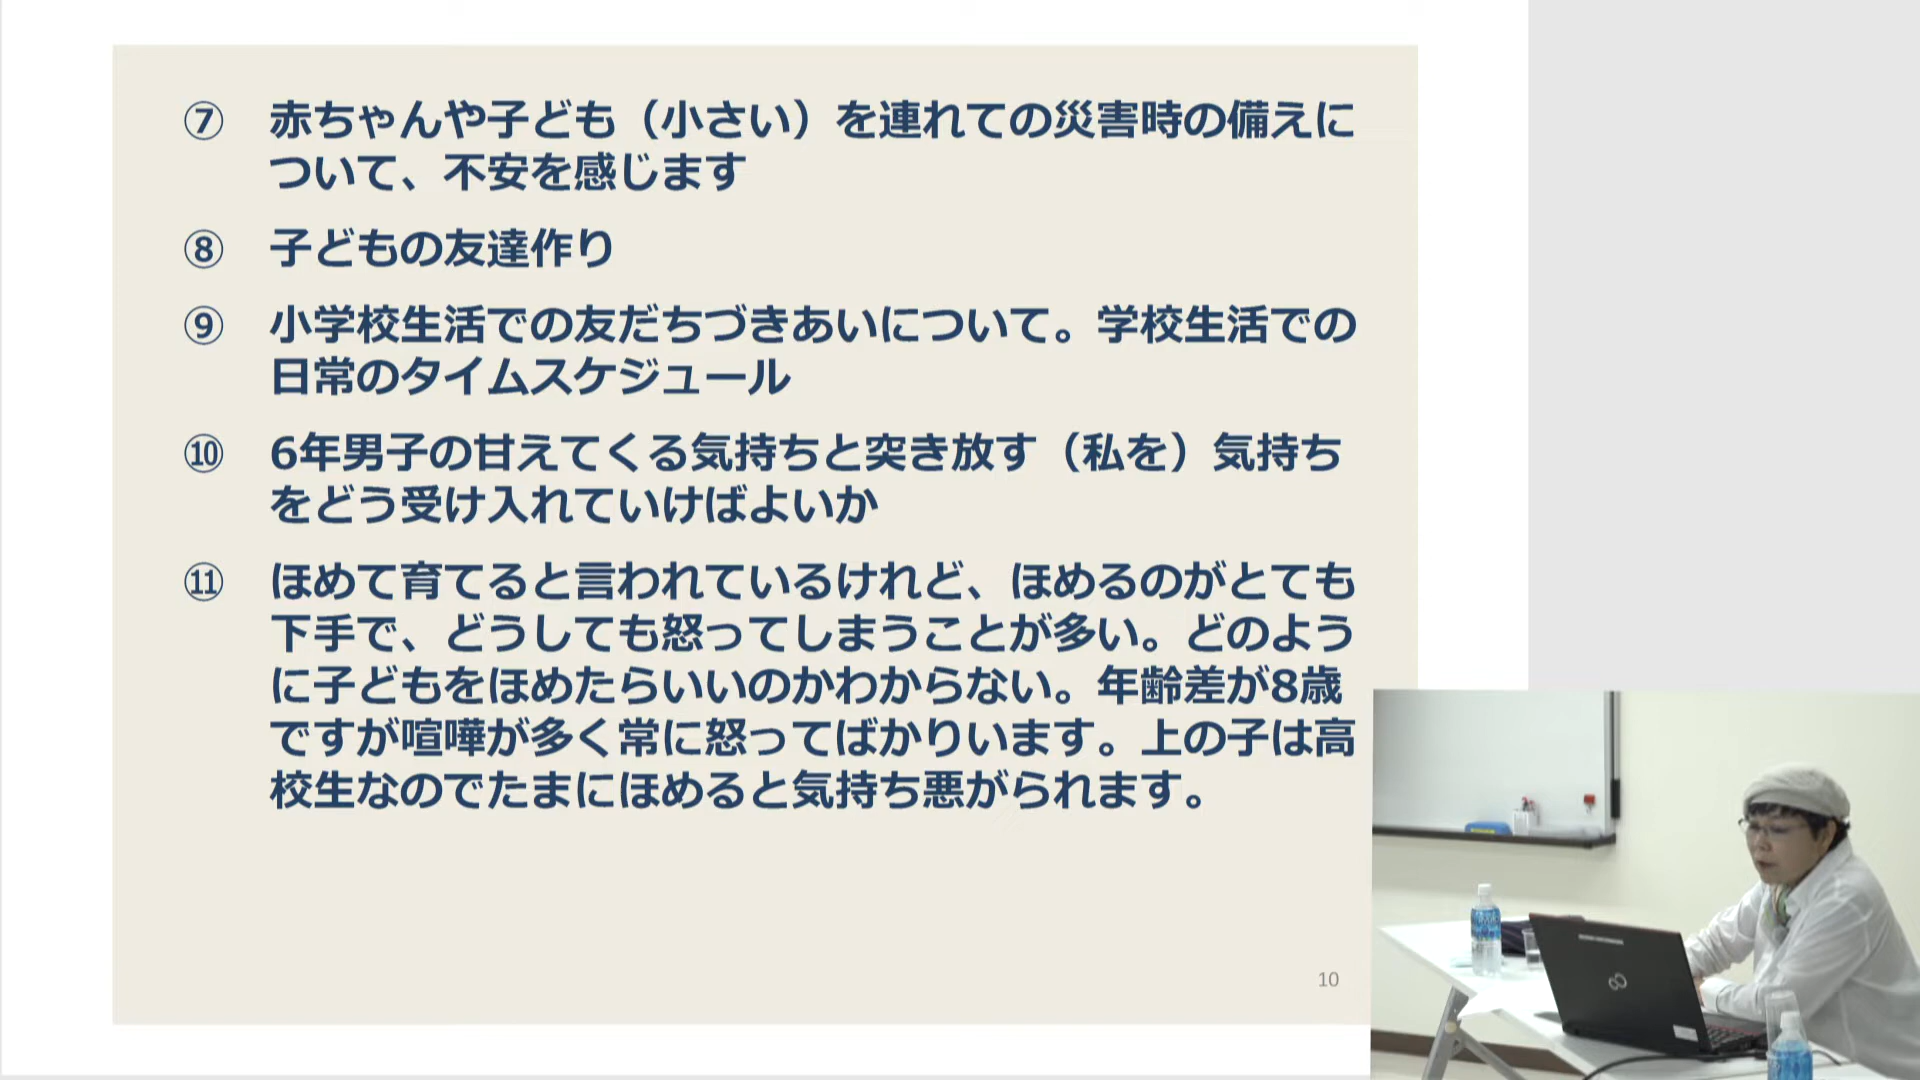 ⑦ 赤ちゃんや子ども（小さい）を連れての災害時の備えに
ついて、不安を感じます
⑧ 子どもの友達作り
⑨ 小学校生活での友だちづきあいについて。学校生活での
日常のタイムスケジュール
⑩ 6年男子の甘えてくる気持ちと突き放す（私を）気持ち
をどう受け入れていけばよいか
⑪ ほめて育てると言われているけれど、ほめるのがとても
下手で、どうしても怒ってしまうことが多い。どのよう
に子どもをほめたらいいのかわからない。年齢差が8歳
ですが喧嘩が多く常に怒ってばかりいます。上の子は高
校生なのでたまにほめると気持ち悪がられます。
10